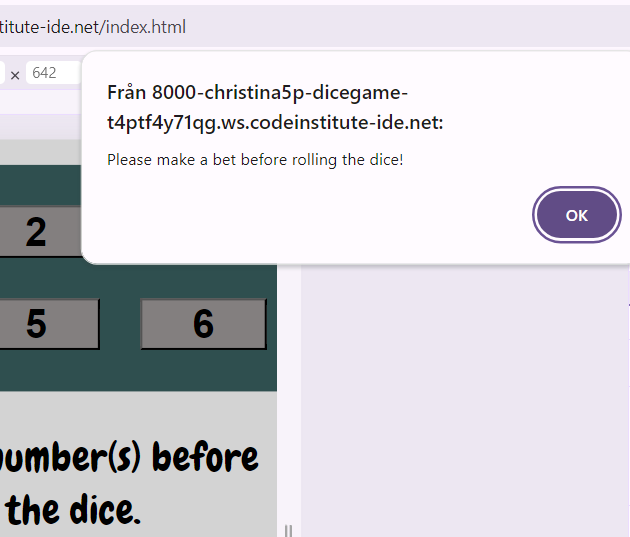 titute-ide.net/index.html
× 642
Från 8000-christina5p-dicegame-
t4ptf4y71qg.ws.codeinstitute-ide.net:
Please make a bet before rolling the dice!
OK
2
5 6
number(s) before
the dice.